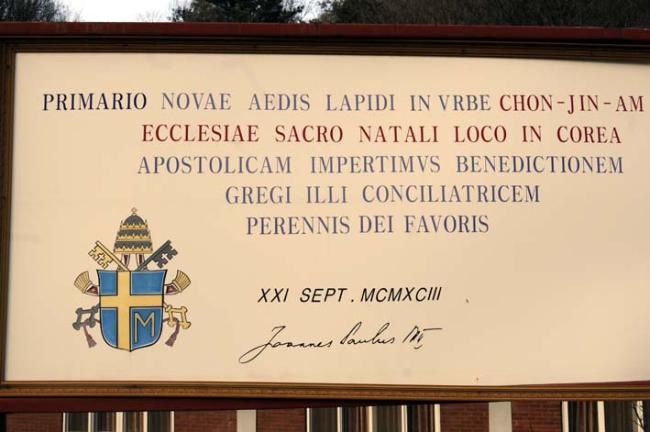 PRIMARIO NOVAE AEDIS LAPIDI IN VRBE CHON-JIN-AM
ECCLESIAE SACRO NATALI LOCO IN COREA
APOSTOLICAM IMPERTIMVS BENEDICTIONEM
GREGI ILLI CONCILIATRICEM
PERENNIS DEI FAVORIS
M
XXI SEPT. MCMXCIII
Joannes Paulus II